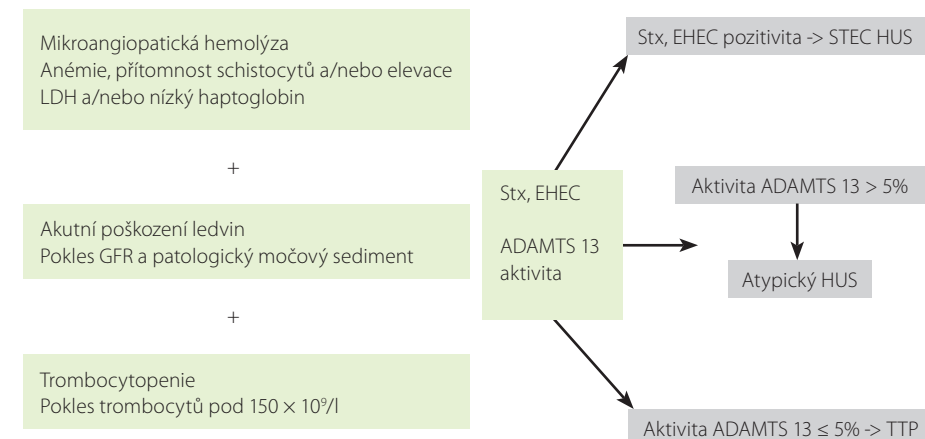 Mikroangiopatická hemolýza
Anémie, přítomnost schistocytů a/nebo elevace
LDH a/nebo nízký haptoglobin
+
Akutní poškození ledvin
Pokles GFR a patologický močový sediment
+
Trombocytopenie
Pokles trombocytů pod 150 × 10⁹/l
Stx, EHEC
ADAMTS 13
aktivita
Stx, EHEC pozitivita -> STEC HUS
Aktivita ADAMTS 13 > 5%
Atypický HUS
Aktivita ADAMTS 13 ≤ 5% -> TTP